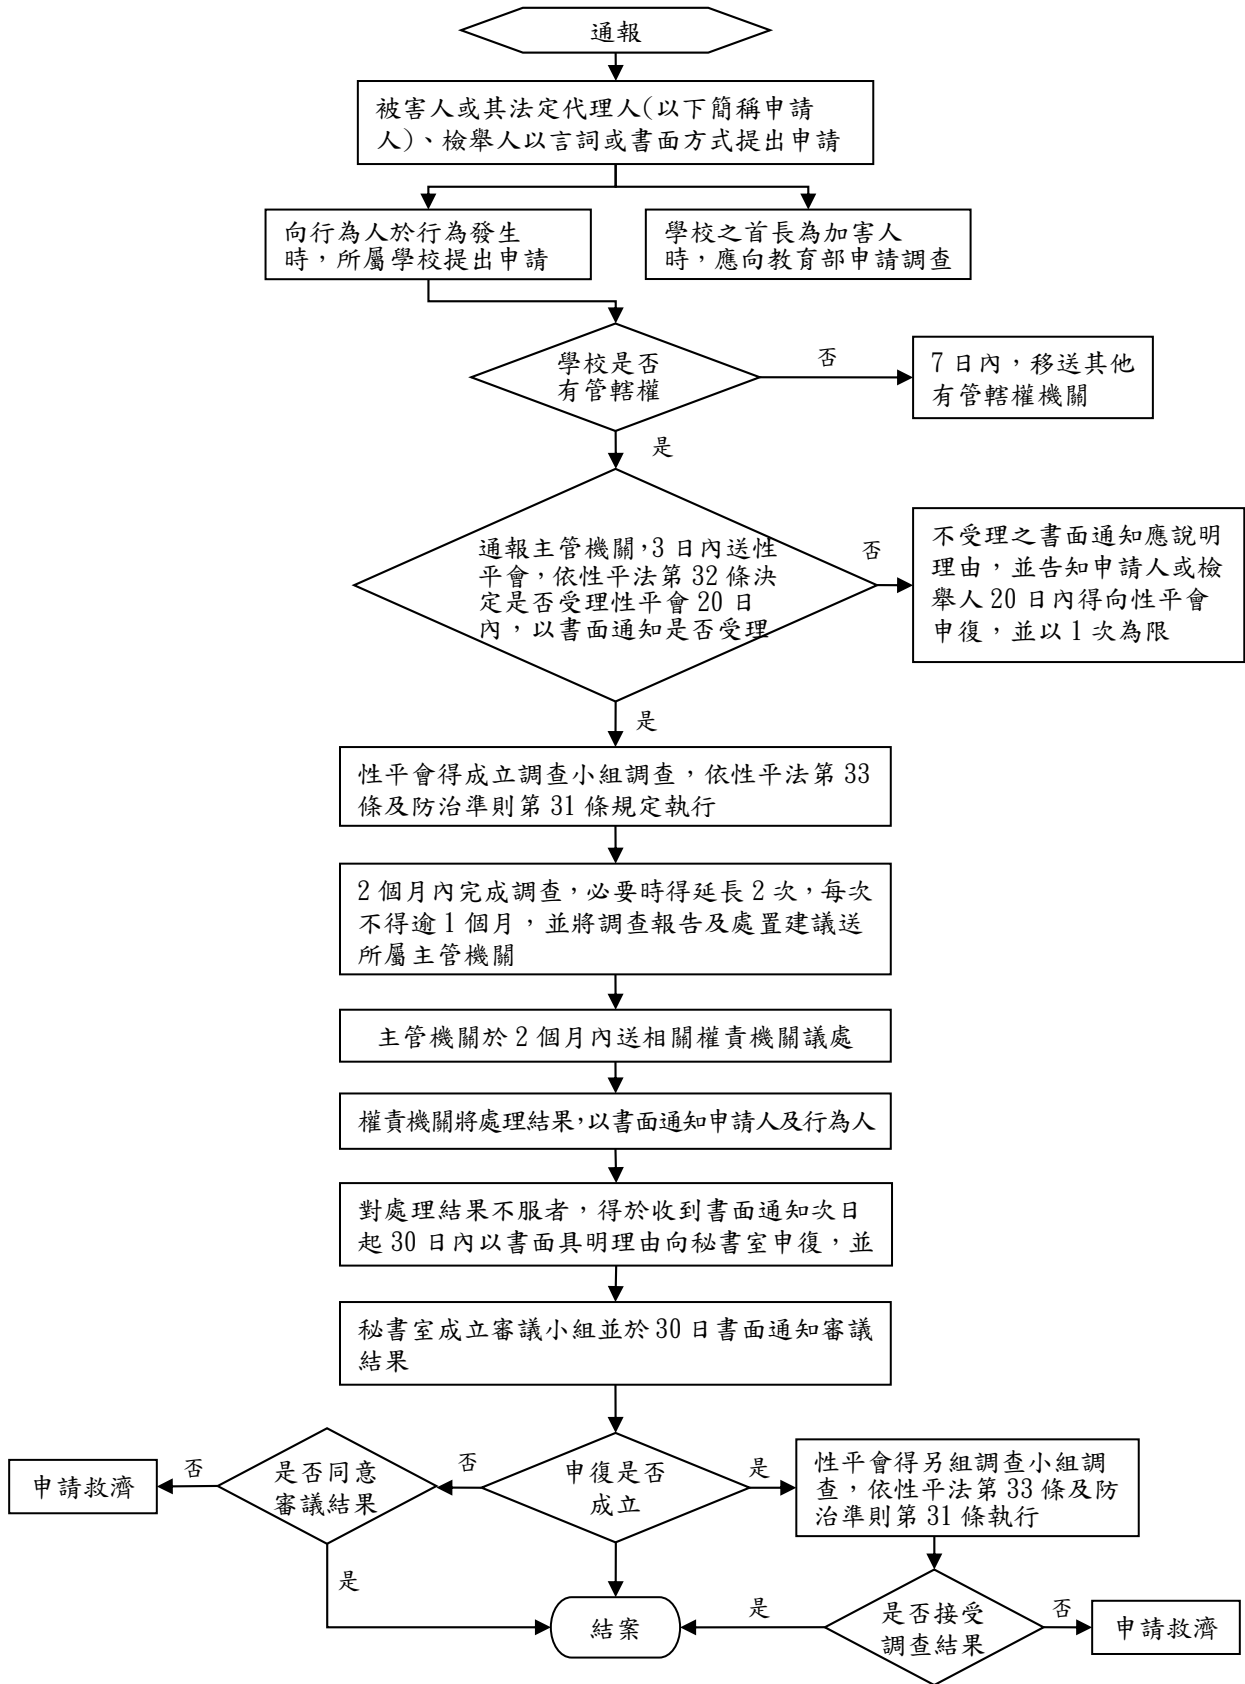 通報
被害人或其法定代理人(以下簡稱申請
人)、檢舉人以言詞或書面方式提出申請
向行為人於行為發生
時，所屬學校提出申請
學校之首長為加害人
時，應向教育部申請調查
學校是否
有管轄權
否
7 日內，移送其他
有管轄權機關
是
通報主管機關，3 日內送性
平會，依性平法第 32 條決
定是否受理性平會 20 日
內，以書面通知是否受理
否
不受理之書面通知應說明
理由，並告知申請人或檢
舉人 20 日內得向性平會
申復，並以 1 次為限
是
性平會得成立調查小組調查，依性平法第 33
條及防治準則第 31 條規定執行
2 個月內完成調查，必要時得延長 2 次，每次
不得逾 1 個月，並將調查報告及處置建議送
所屬主管機關
主管機關於 2 個月內送相關權責機關議處
權責機關將處理結果，以書面通知申請人及行為人
對處理結果不服者，得於收到書面通知次日
起 30 日內以書面具明理由向秘書室申復，並
秘書室成立審議小組並於 30 日書面通知審議
結果
申請救濟
否
是否同意
審議結果
否
申復是否
成立
是
性平會得另組調查小組調
查，依性平法第 33 條及防
治準則第 31 條執行
是
結案
是
是否接受
調查結果
否
申請救濟